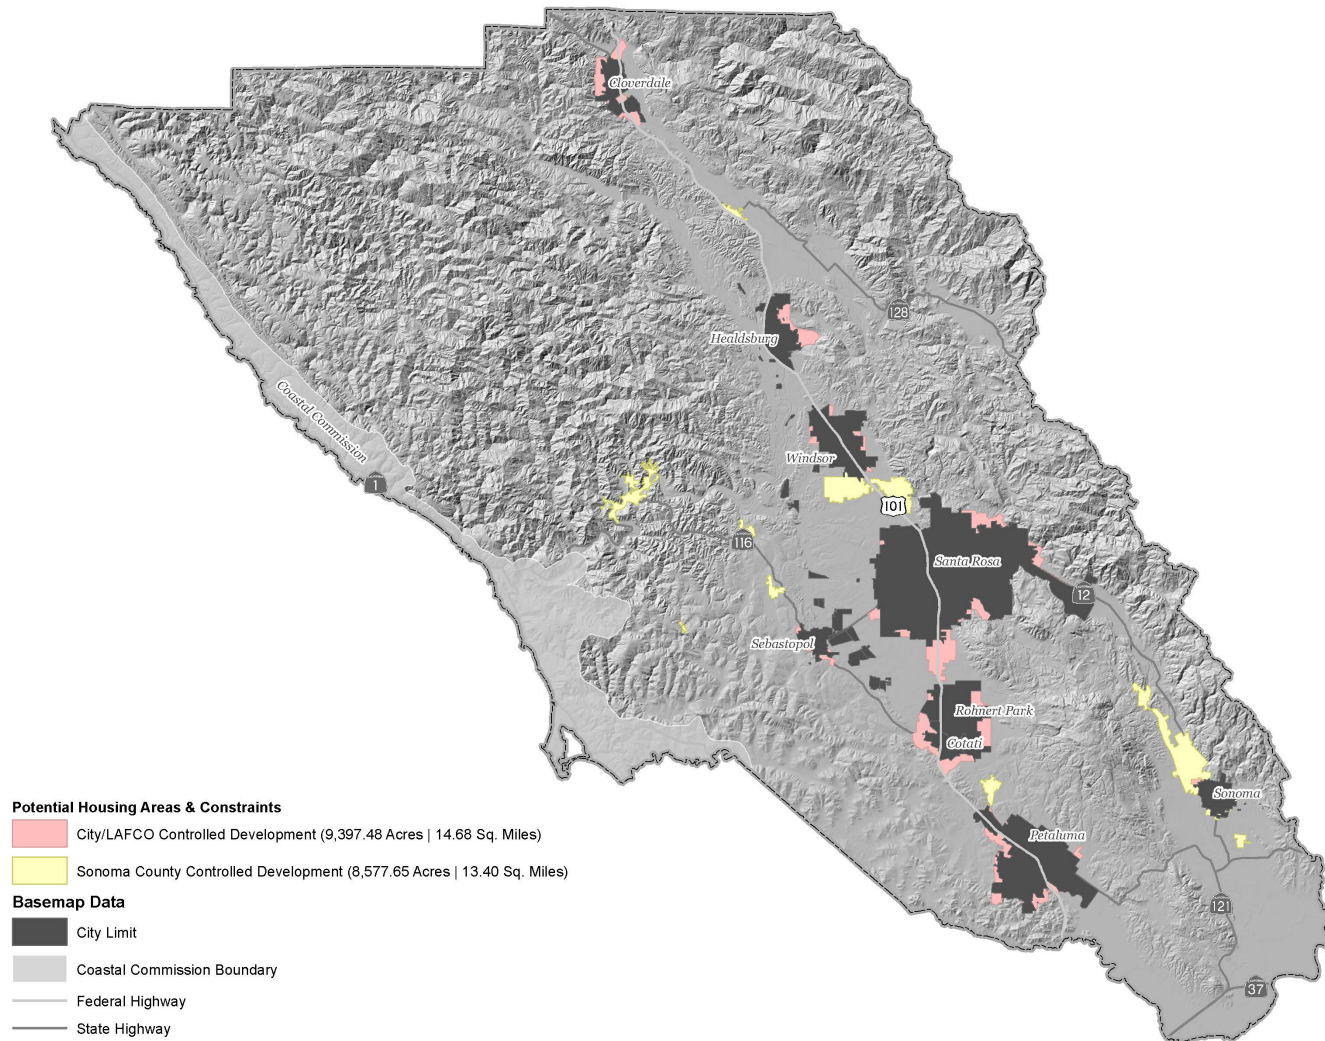 Cloverdale
128
Healdsburg
Coastal Commission
Windsor
1
101
116
Santa Rosa
12
Sebastopol
Rohnert Park
Cotati
Sonoma
Petaluma
121
37
Potential Housing Areas & Constraints
City/LAFCO Controlled Development (9,397.48 Acres | 14.68 Sq. Miles)
Sonoma County Controlled Development (8,577.65 Acres | 13.40 Sq. Miles)
Basemap Data
City Limit
Coastal Commission Boundary
Federal Highway
State Highway